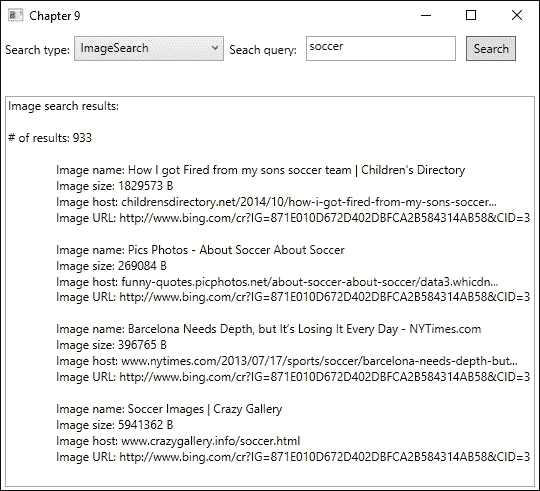 Chapter 9
Search type: ImageSearch Seach query: soccer Search
Image search results:
# of results: 933
Image name: How I got Fired from my sons soccer team | Children's Directory
Image size: 1829573 B
Image host: childrensdirectory.net/2014/10/how-i-got-fired-from-my-sons-soccer...
Image URL: http://www.bing.com/cr?IG=871E010D672D402DBFCA2B584314AB58&CID=3
Image name: Pics Photos - About Soccer About Soccer
Image size: 269084 B
Image host: funny-quotes.picphotos.net/about-soccer-about-soccer/data3.whicdn...
Image URL: http://www.bing.com/cr?IG=871E010D672D402DBFCA2B584314AB58&CID=3
Image name: Barcelona Needs Depth, but It’s Losing It Every Day - NYTimes.com
Image size: 396765 B
Image host: www.nytimes.com/2013/07/17/sports/soccer/barcelona-needs-depth-but...
Image URL: http://www.bing.com/cr?IG=871E010D672D402DBFCA2B584314AB58&CID=3
Image name: Soccer Images | Crazy Gallery
Image size: 5941362 B
Image host: www.crazygallery.info/soccer.html
Image URL: http://www.bing.com/cr?IG=871E010D672D402DBFCA2B584314AB58&CID=3